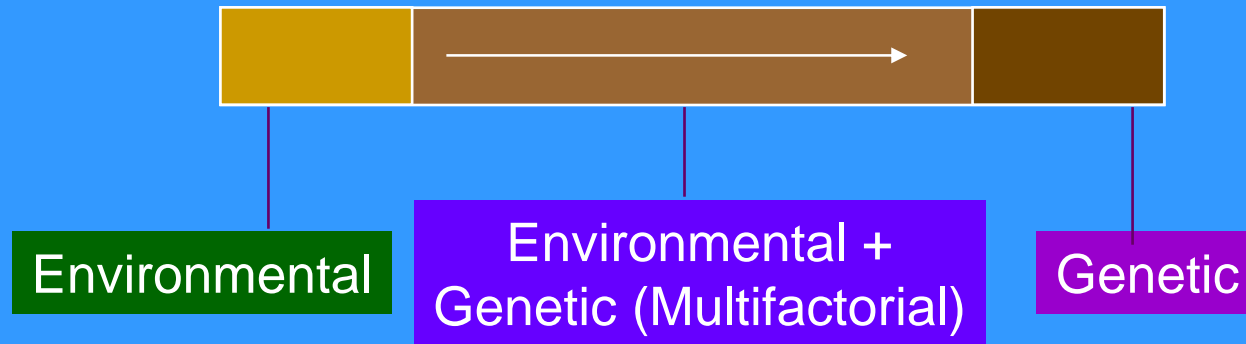 Environmental
Environmental +
Genetic (Multifactorial)
Genetic